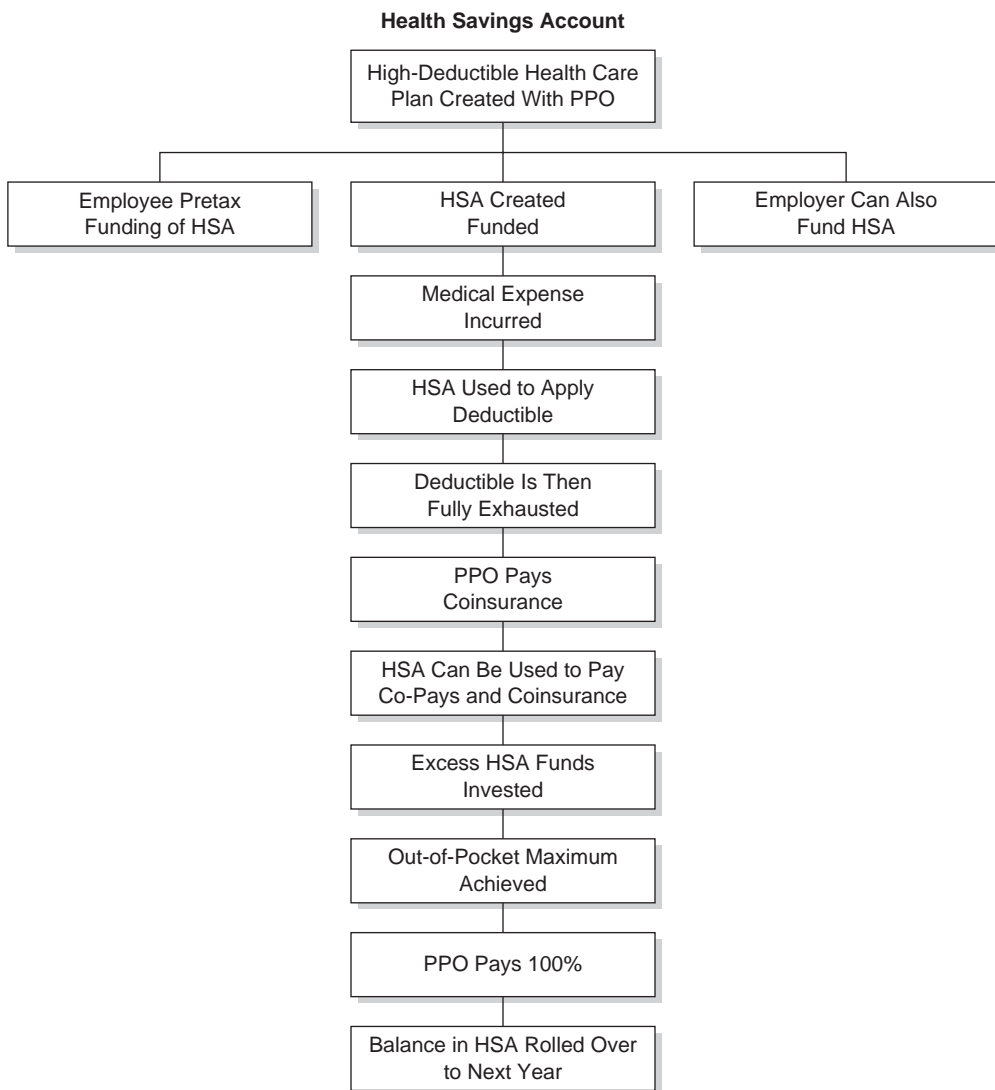 Health Savings Account
High-Deductible Health Care
Plan Created With PPO
Employee Pretax
Funding of HSA
HSA Created
Funded
Employer Can Also
Fund HSA
Medical Expense
Incurred
HSA Used to Apply
Deductible
Deductible Is Then
Fully Exhausted
PPO Pays
Coinsurance
HSA Can Be Used to Pay
Co-Pays and Coinsurance
Excess HSA Funds
Invested
Out-of-Pocket Maximum
Achieved
PPO Pays 100%
Balance in HSA Rolled Over
to Next Year